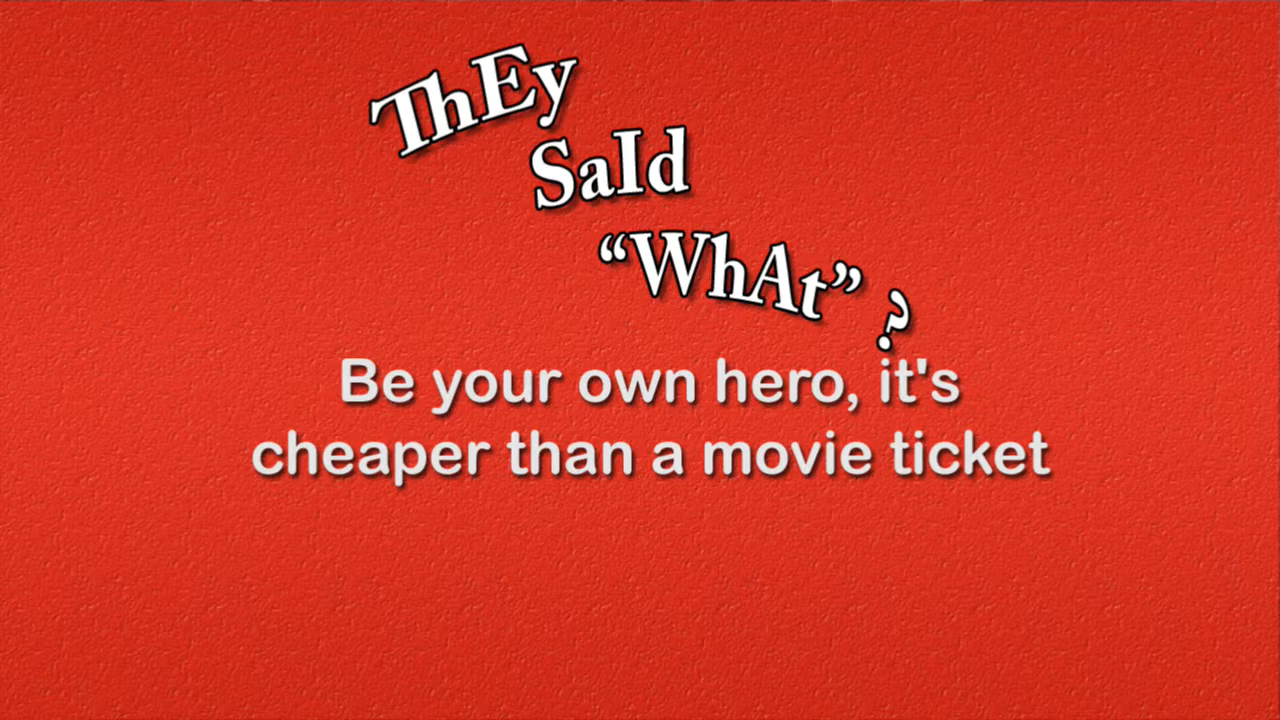 ThEy
SaId
“WhAt” ?
Be your own hero, it's
cheaper than a movie ticket